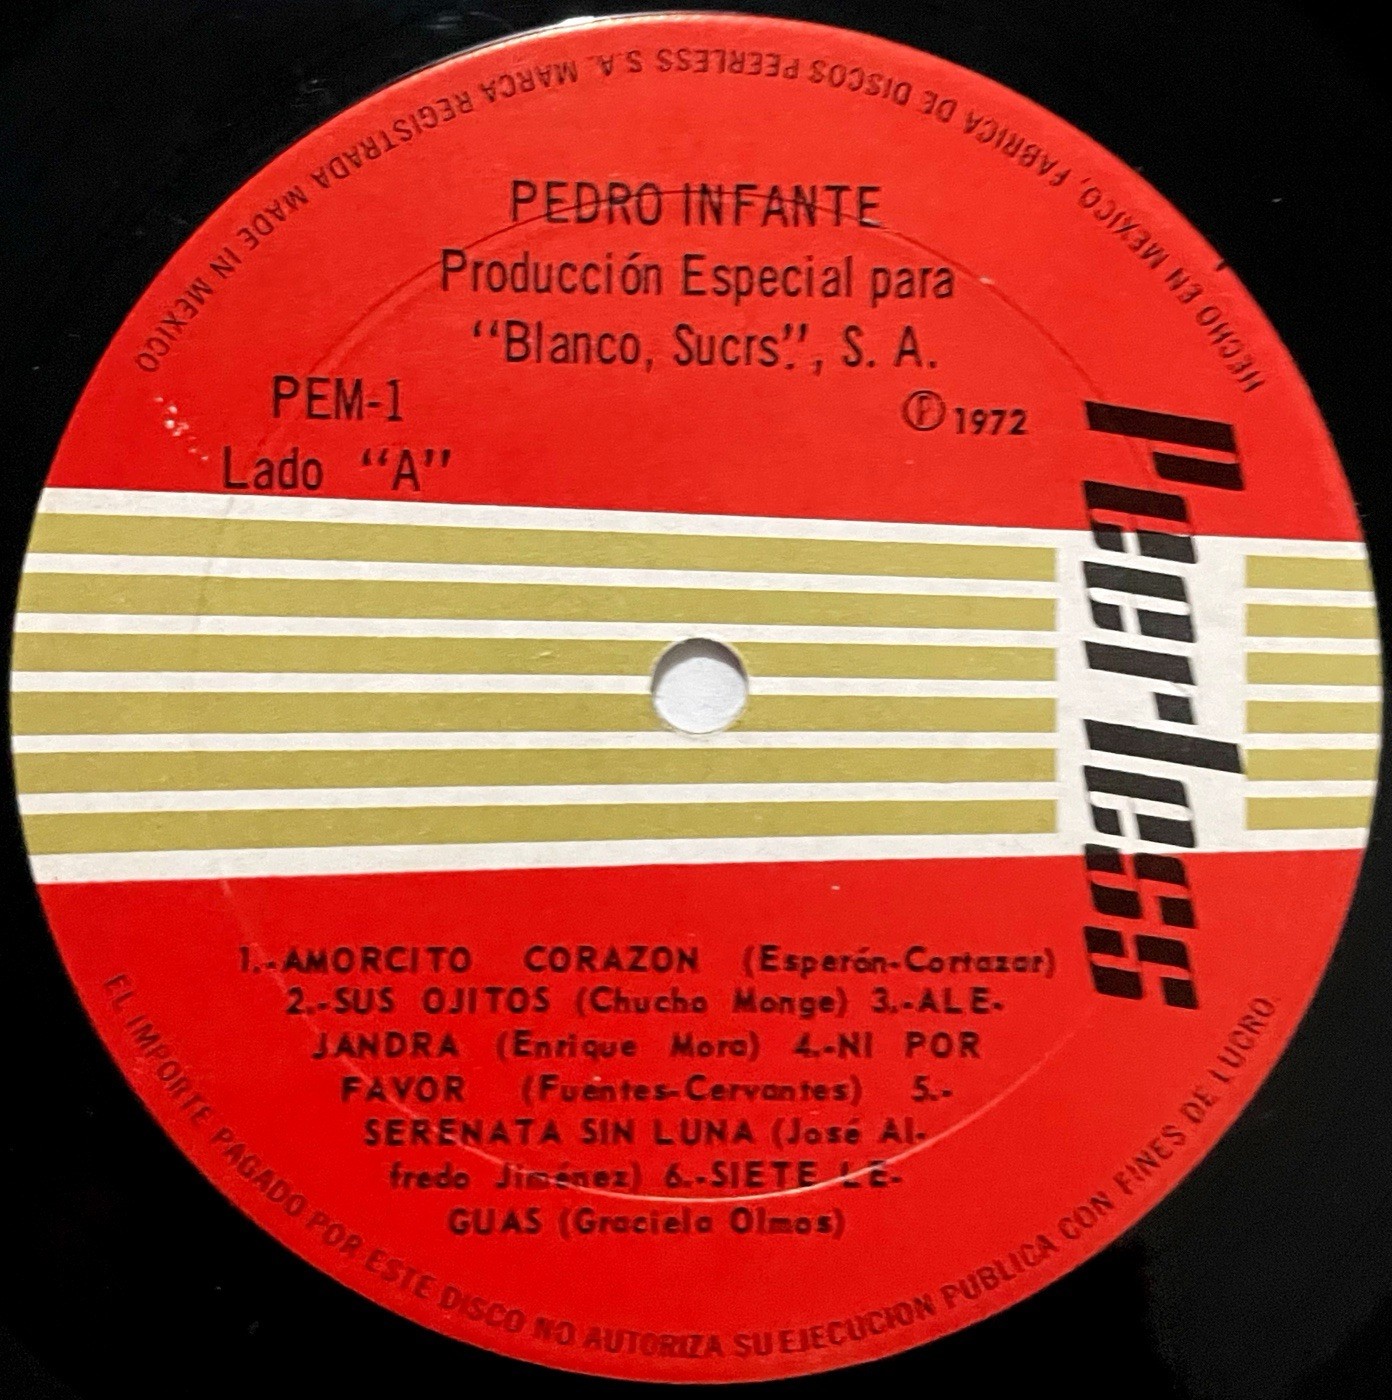 HECHO EN MEXICO, FABRICA DE DISCOS PEERLESS S.A. MARCA REGISTRADA MADE IN MEXICO
PEDRO INFANTE
Producción Especial para
“Blanco, Sucrs.”, S. A.
PEM-1
Ⓟ 1972
Lado “A”
Peerless
1.-AMORCITO CORAZON (Esperón-Cortazar)
2.-SUS OJITOS (Chucho Monge) 3.-ALE-
JANDRA (Enrique Mora) 4.-NI POR
FAVOR (Fuentes-Cervantes) 5.-
SERENATA SIN LUNA (José Al-
fredo Jiménez) 6.-SIETE LE-
GUAS (Graciela Olmos)
EL IMPORTE PAGADO POR ESTE DISCO NO AUTORIZA SU EJECUCION PUBLICA CON FINES DE LUCRO.